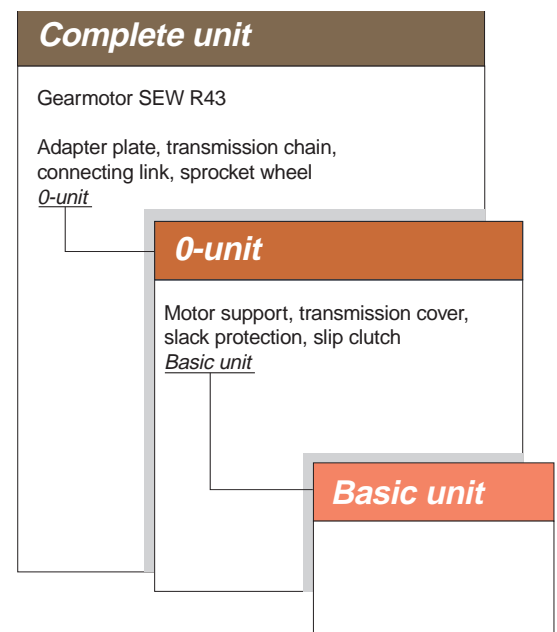 Complete unit
Gearmotor SEW R43
Adapter plate, transmission chain,
connecting link, sprocket wheel
0-unit
0-unit
Motor support, transmission cover,
slack protection, slip clutch
Basic unit
Basic unit